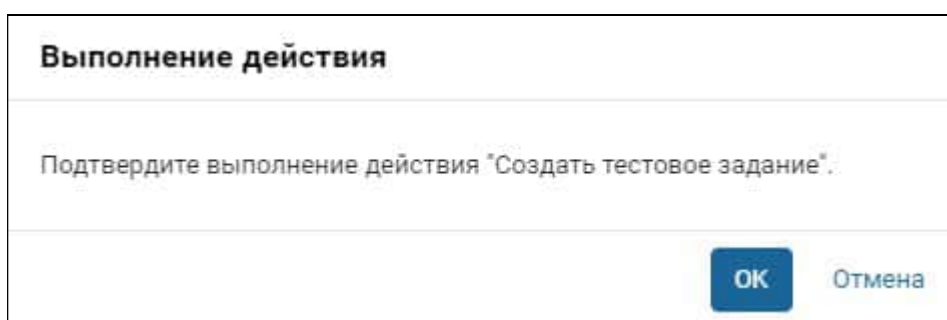 Выполнение действия
Подтвердите выполнение действия "Создать тестовое задание".
ОК Отмена